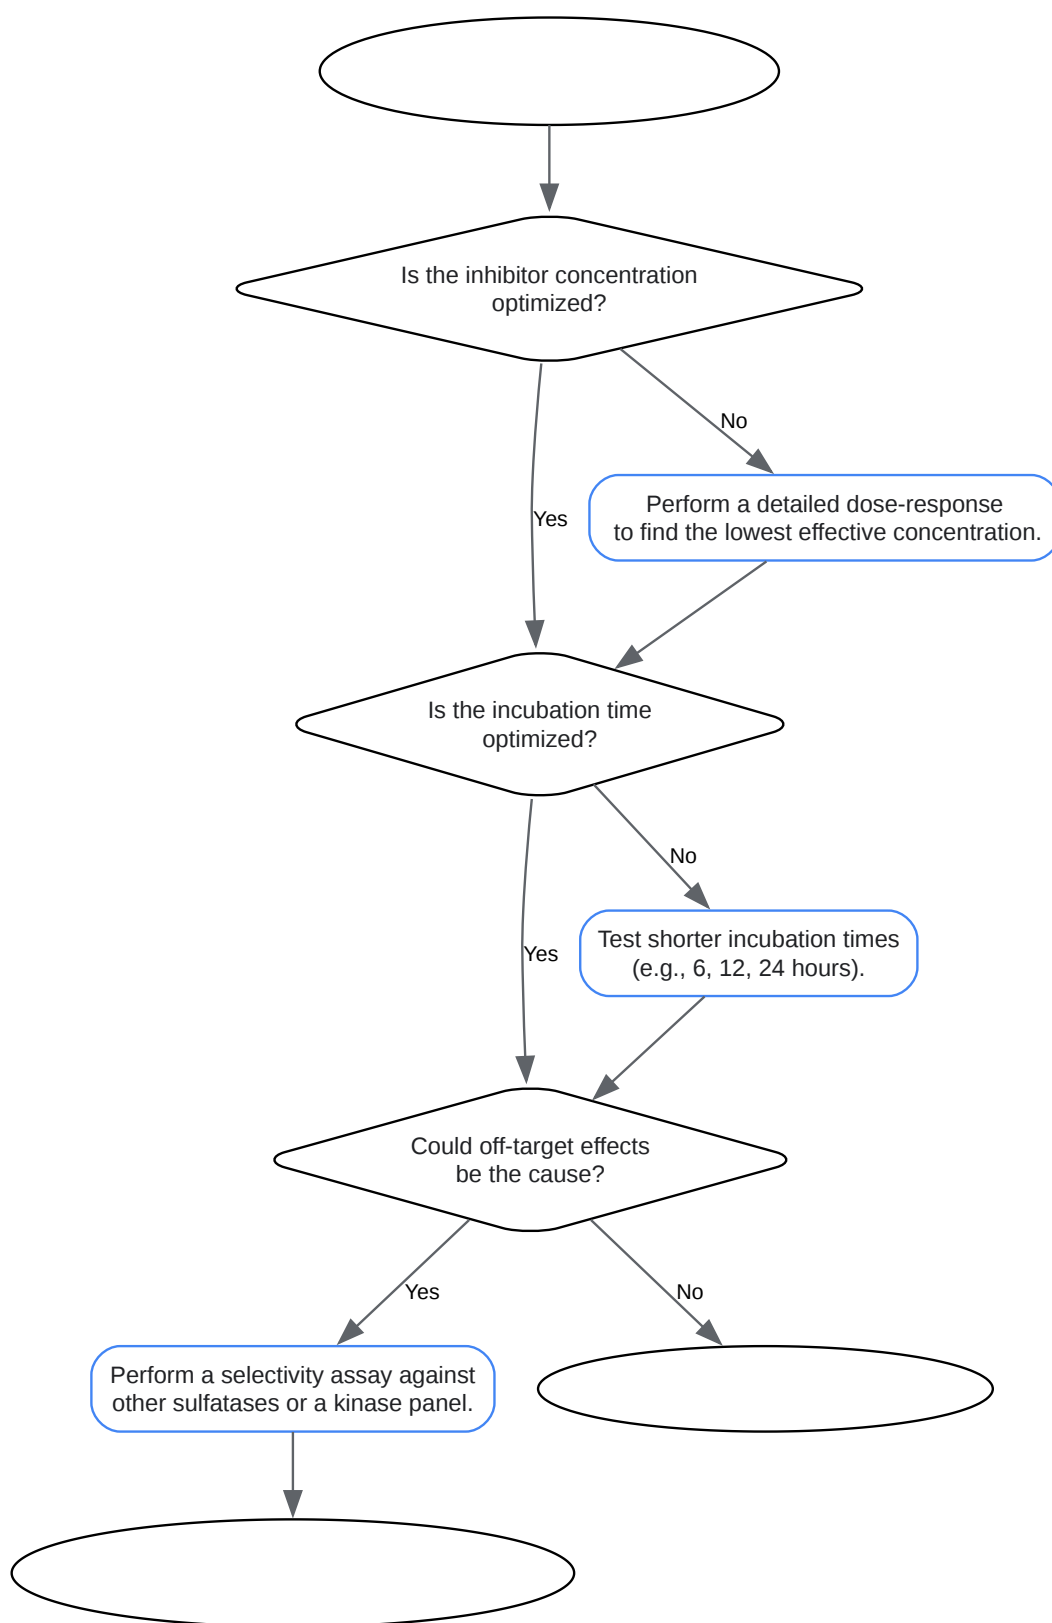 Is the inhibitor concentration
optimized?
No
Perform a detailed dose-response
to find the lowest effective concentration.
Yes
Is the incubation time
optimized?
No
Test shorter incubation times
(e.g., 6, 12, 24 hours).
Yes
Could off-target effects
be the cause?
Yes
No
Perform a selectivity assay against
other sulfatases or a kinase panel.